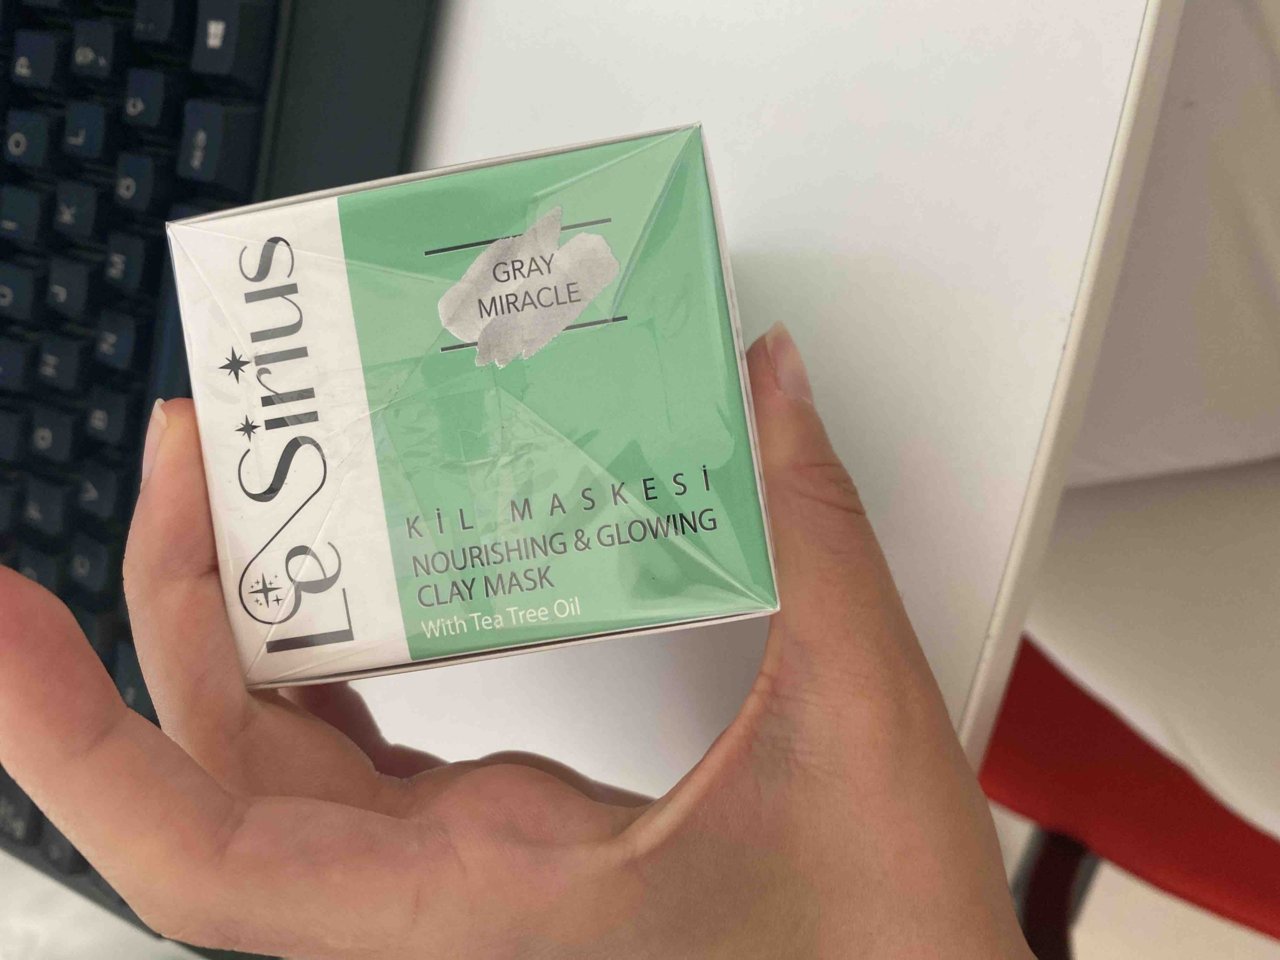 Le Sirius
GRAY
MIRACLE
KİL MASKESİ
NOURISHING & GLOWING
CLAY MASK
With Tea Tree Oil